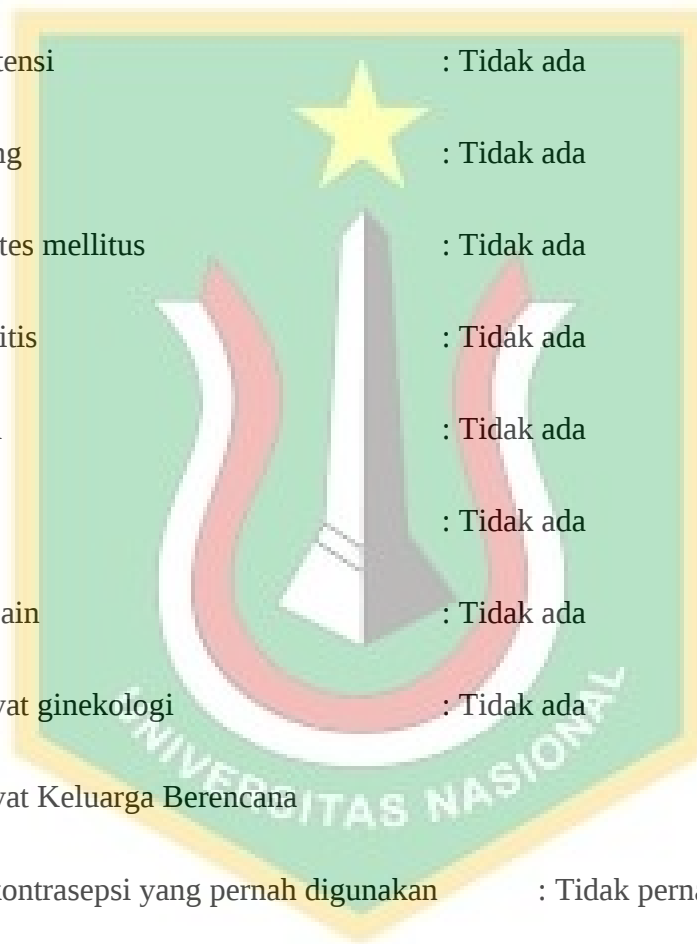 tensi : Tidak ada
ng : Tidak ada
tes mellitus : Tidak ada
itis : Tidak ada
: Tidak ada
: Tidak ada
ain : Tidak ada
yat ginekologi : Tidak ada
yat Keluarga Berencana
kontrasepsi yang pernah digunakan : Tidak perna
UNIVERSITAS NASIONAL